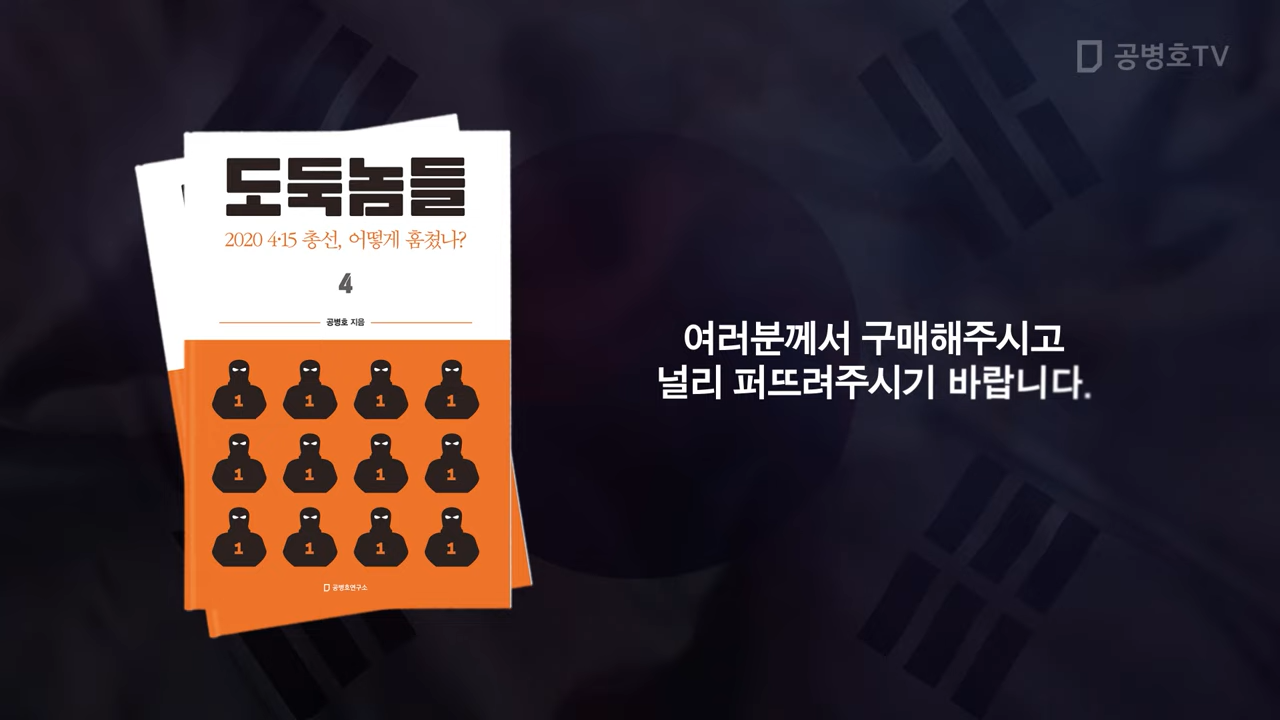 공병호TV
도둑놈들
2020 4·15 총선, 어떻게 훔쳤나?
4
공병호 지음
1 1 1 1
1 1 1 1
1 1 1 1
공병호연구소
여러분께서 구매해주시고
널리 퍼뜨려주시기 바랍니다.